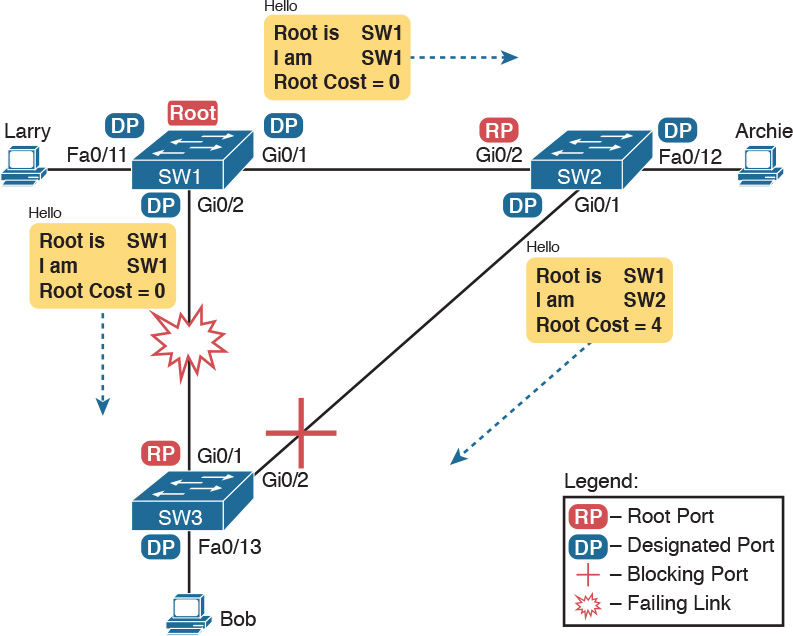 Hello
Root is SW1
I am SW1
Root Cost = 0
Root
DP
DP
RP
DP
Larry
Archie
Fa0/11
Gi0/1
Gi0/2
Fa0/12
SW1
SW2
DP
Gi0/2
DP
Gi0/1
Hello
Root is SW1
I am SW1
Root Cost = 0
Hello
Root is SW1
I am SW2
Root Cost = 4
RP
Gi0/1
Gi0/2
SW3
DP
Fa0/13
Bob
Legend:
RP – Root Port
DP – Designated Port
– Blocking Port
– Failing Link